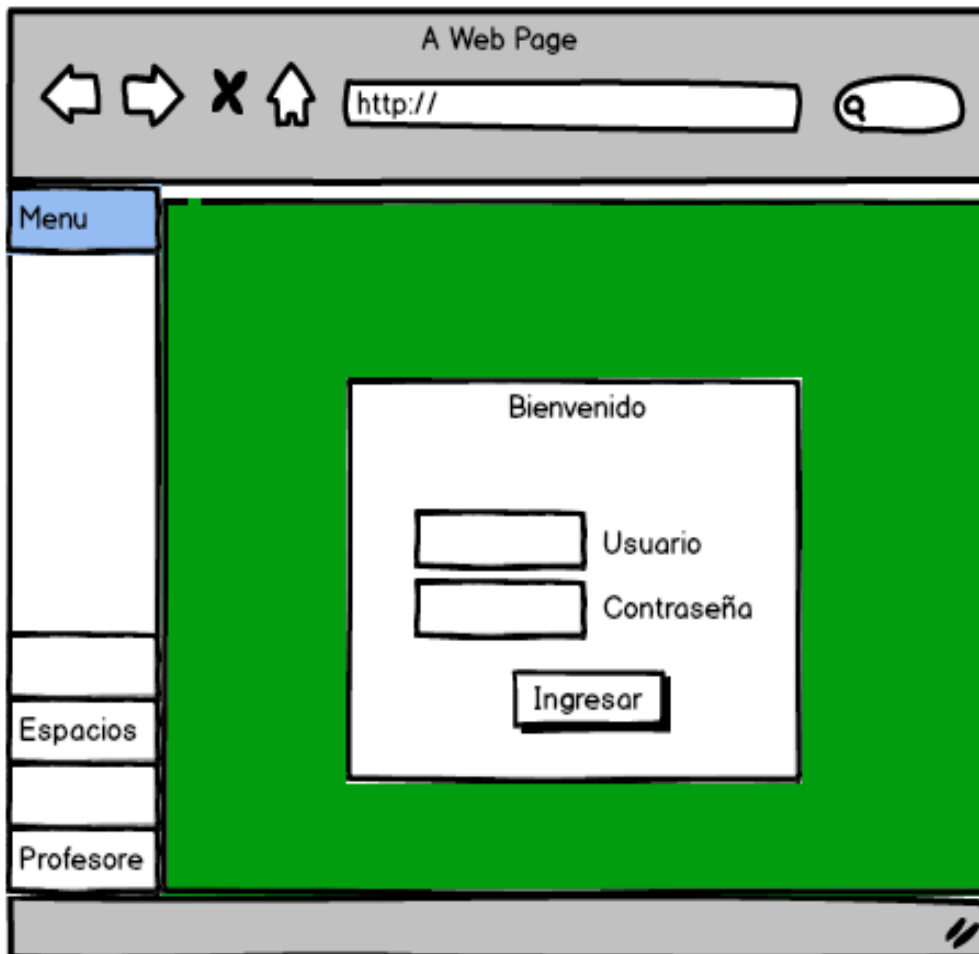 A Web Page
http://
Menu
Bienvenido
Usuario
Contraseña
Ingresar
Espacios
Profesore